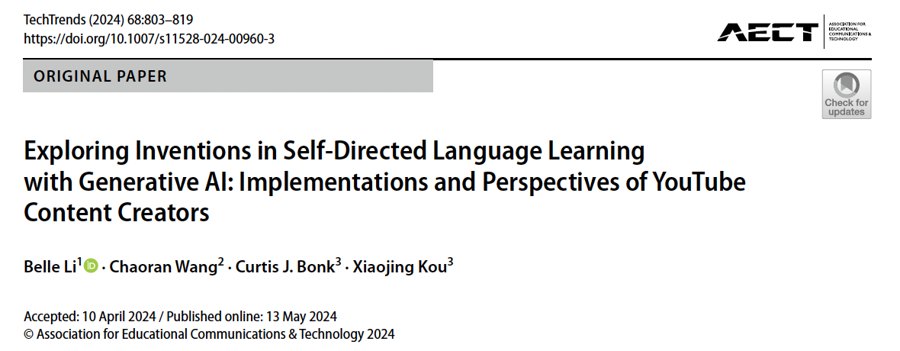 TechTrends (2024) 68:803–819
https://doi.org/10.1007/s11528-024-00960-3
AECT
ASSOCIATION FOR
EDUCATIONAL
COMMUNICATIONS &
TECHNOLOGY
ORIGINAL PAPER
Check for
updates
Exploring Inventions in Self-Directed Language Learning
with Generative AI: Implementations and Perspectives of YouTube
Content Creators
Belle Li¹ iD · Chaoran Wang² · Curtis J. Bonk³ · Xiaojing Kou³
Accepted: 10 April 2024 / Published online: 13 May 2024
© Association for Educational Communications & Technology 2024